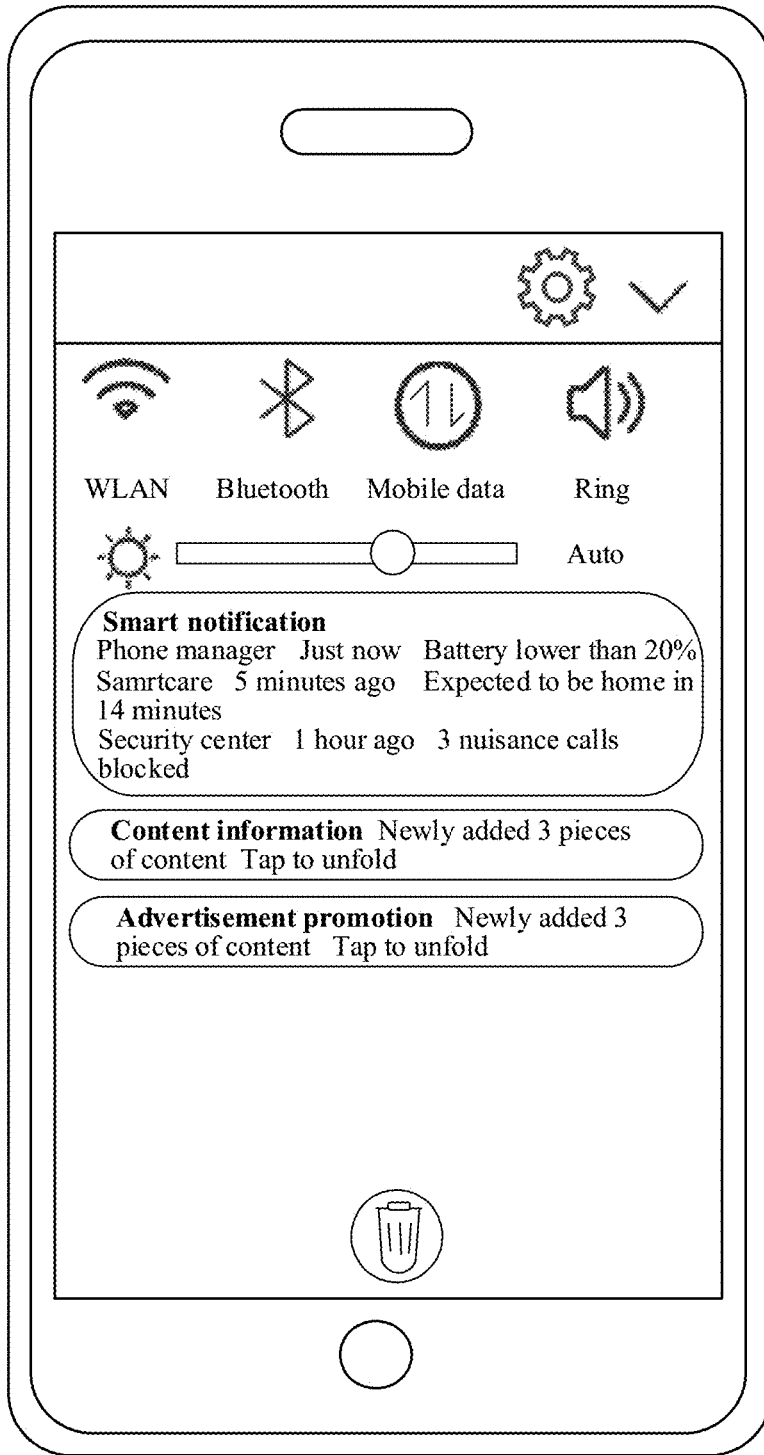 WLAN Bluetooth Mobile data Ring
Auto
Smart notification
Phone manager Just now Battery lower than 20%
Samrtcare 5 minutes ago Expected to be home in
14 minutes
Security center 1 hour ago 3 nuisance calls
blocked
Content information Newly added 3 pieces
of content Tap to unfold
Advertisement promotion Newly added 3
pieces of content Tap to unfold